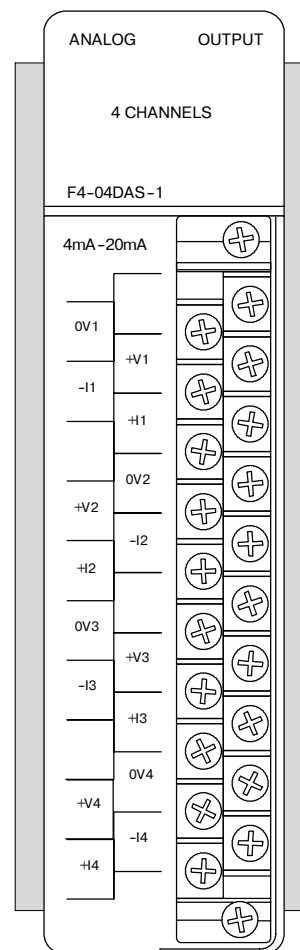 ANALOG OUTPUT
4 CHANNELS
F4-04DAS-1
4mA-20mA
0V1
+V1
-I1
+I1
0V2
+V2
-I2
+I2
0V3
+V3
-I3
+I3
0V4
+V4
-I4
+I4